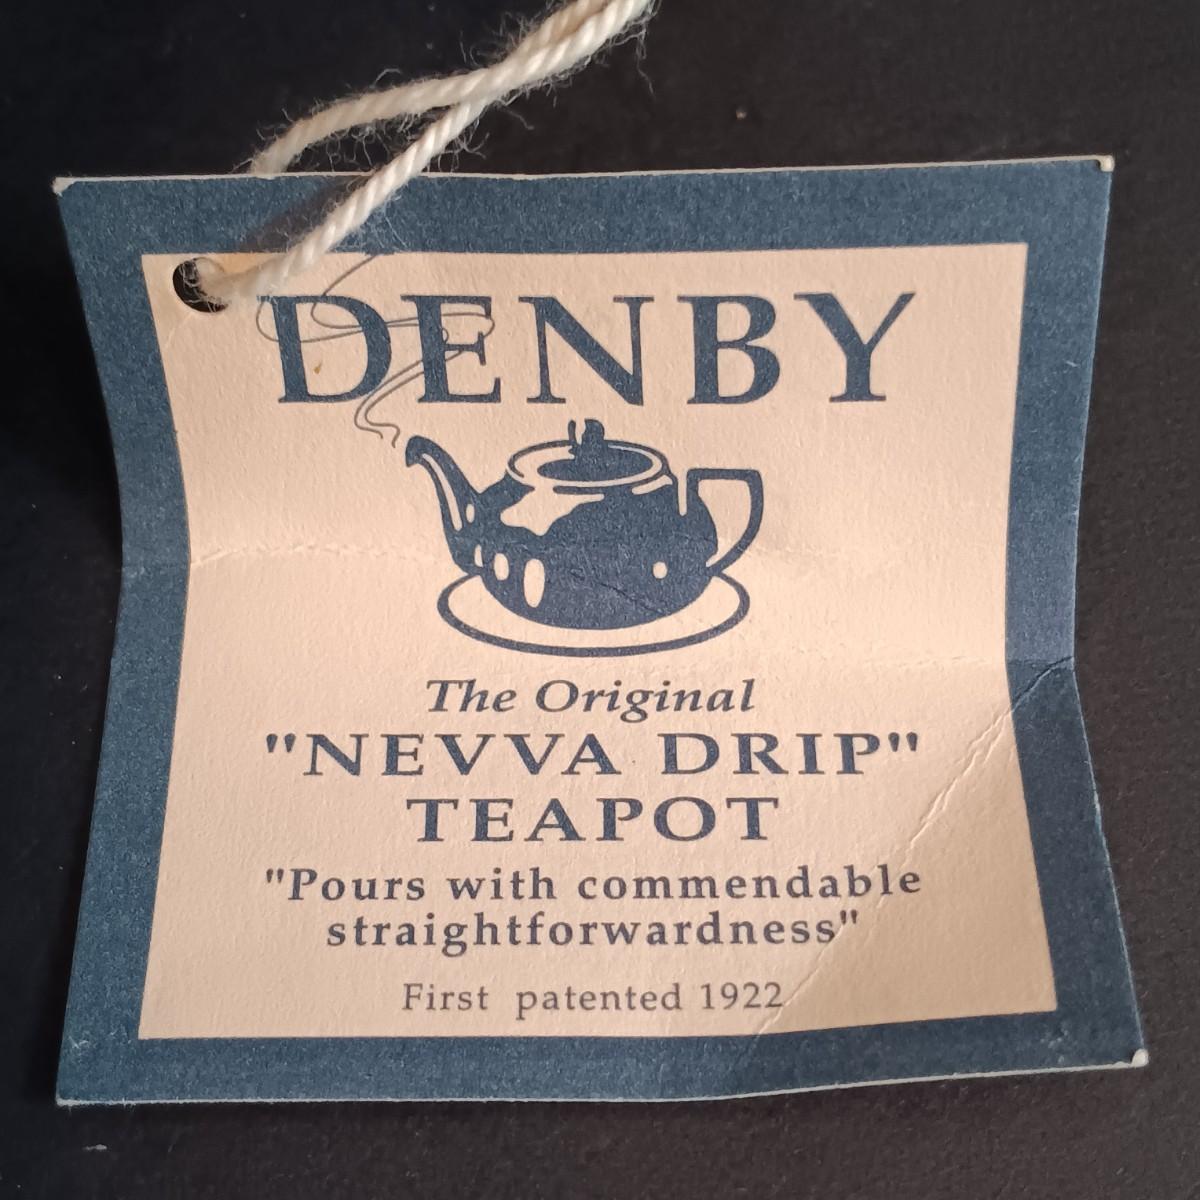 DENBY
The Original
"NEVVA DRIP"
TEAPOT
"Pours with commendable
straightforwardness"
First patented 1922